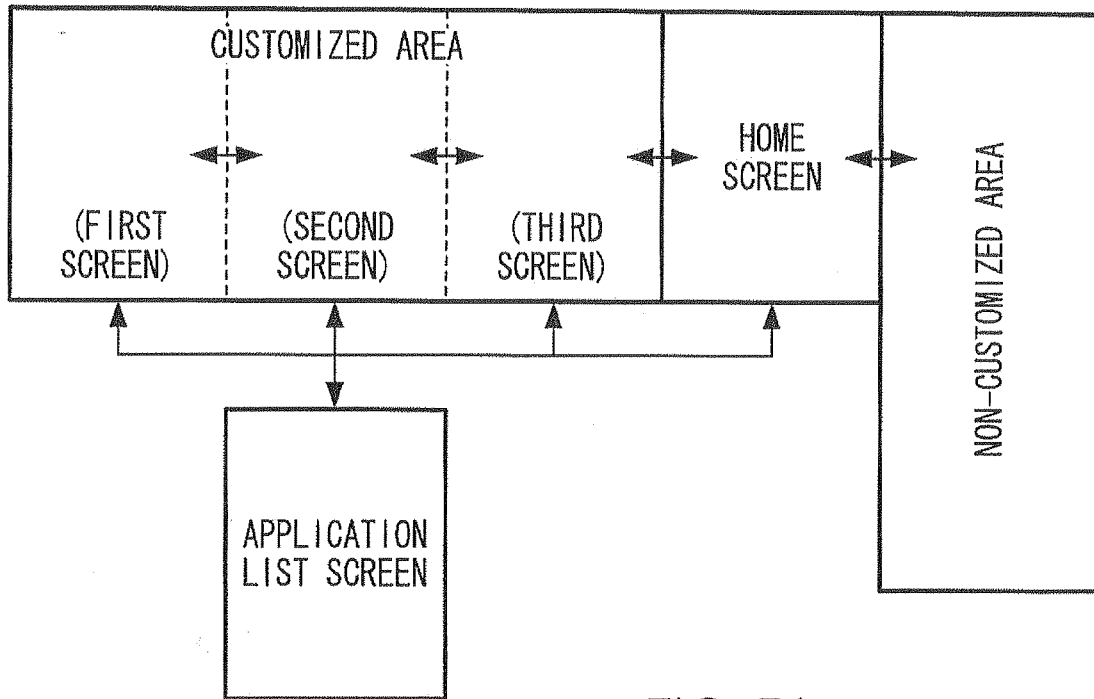 CUSTOMIZED AREA
(FIRST
SCREEN)
(SECOND
SCREEN)
(THIRD
SCREEN)
HOME
SCREEN
NON-CUSTOMIZED AREA
APPLICATION
LIST SCREEN